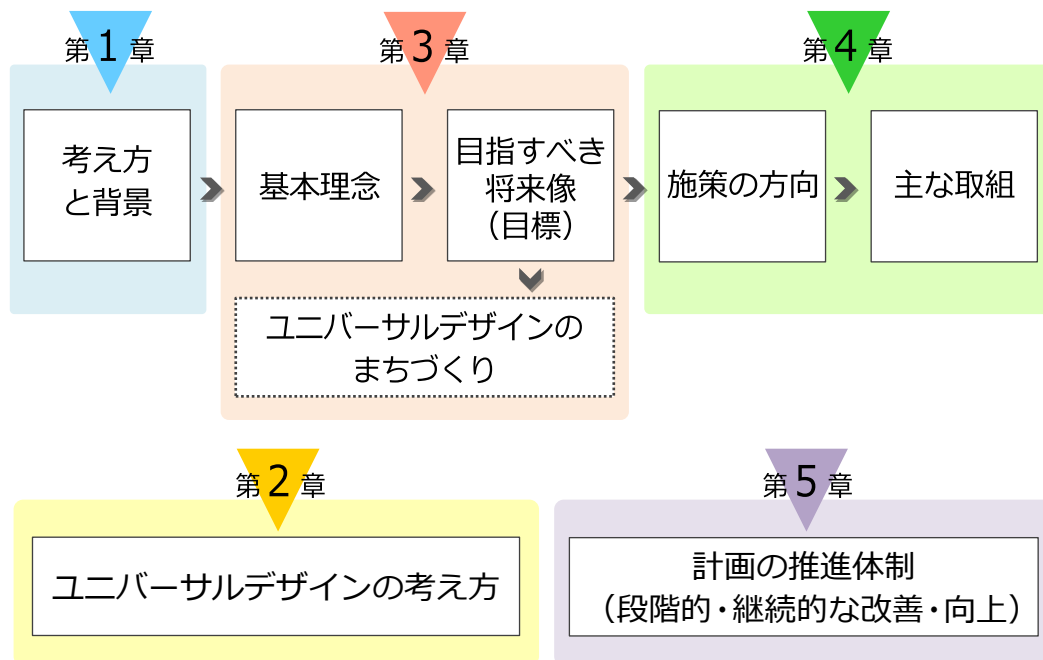 第1章
考え方
と背景
第3章
基本理念
目指すべき
将来像
（目標）
ユニバーサルデザインの
まちづくり
第4章
施策の方向
主な取組
第2章
ユニバーサルデザインの考え方
第5章
計画の推進体制
（段階的・継続的な改善・向上）